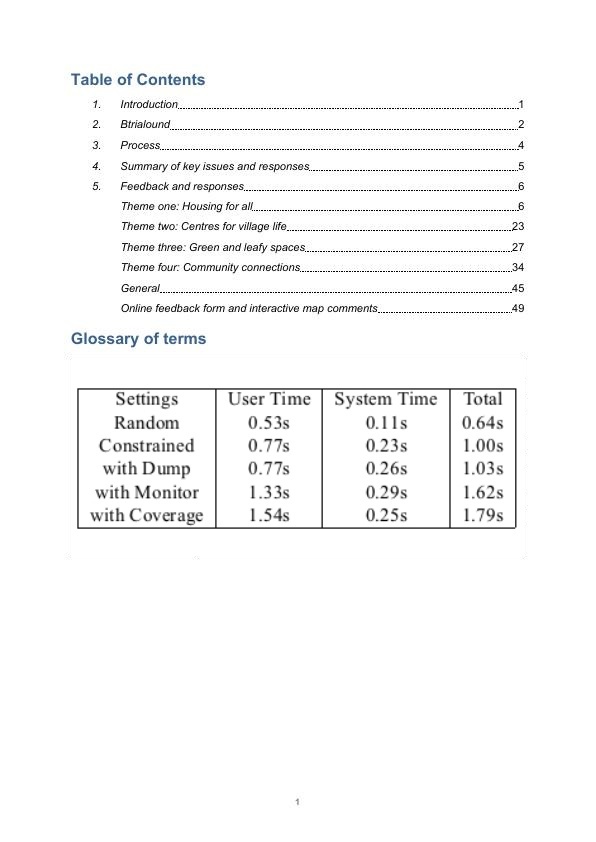 Table of Contents
1. Introduction 1
2. Btrialound 2
3. Process 4
4. Summary of key issues and responses 5
5. Feedback and responses 6
Theme one: Housing for all 6
Theme two: Centres for village life 23
Theme three: Green and leafy spaces 27
Theme four: Community connections 34
General 45
Online feedback form and interactive map comments 49
Glossary of terms
Settings User Time System Time Total
Random 0.53s 0.11s 0.64s
Constrained 0.77s 0.23s 1.00s
with Dump 0.77s 0.26s 1.03s
with Monitor 1.33s 0.29s 1.62s
with Coverage 1.54s 0.25s 1.79s
1